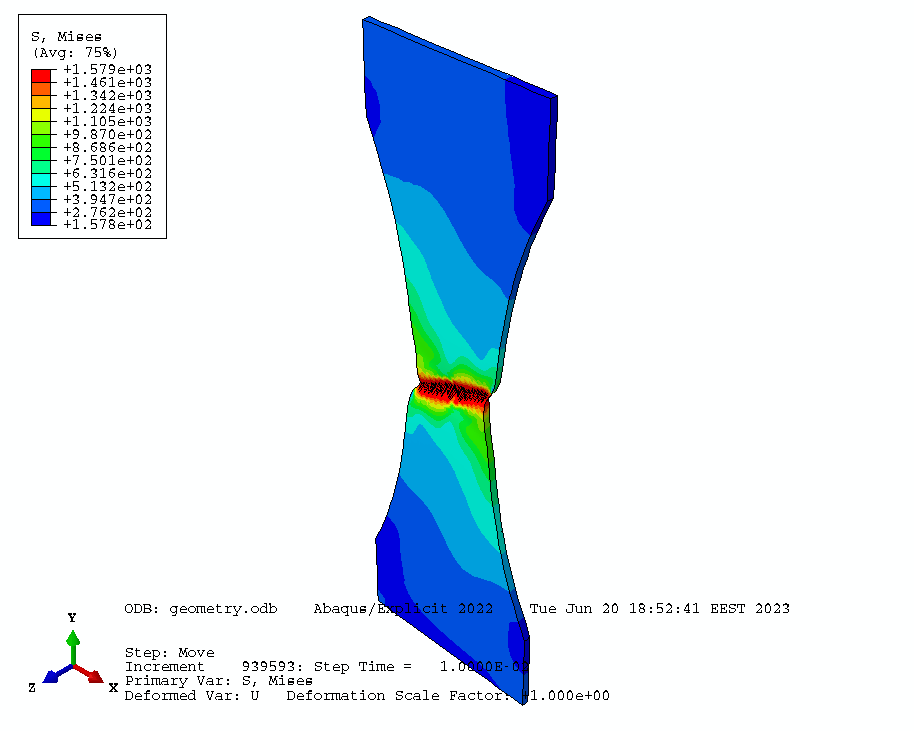 S, Mises
(Avg: 75%)
+1.579e+03
+1.461e+03
+1.342e+03
+1.224e+03
+1.105e+03
+9.870e+02
+8.686e+02
+7.501e+02
+6.316e+02
+5.132e+02
+3.947e+02
+2.762e+02
+1.578e+02
ODB: geometry.odb Abaqus/Explicit 2022 Tue Jun 20 18:52:41 EEST 2023
Y
Z
X
Step: Move
Increment 939593: Step Time =
Primary Var: S, Mises
Deformed Var: U Deformation Scale Factor: +1.000e+00